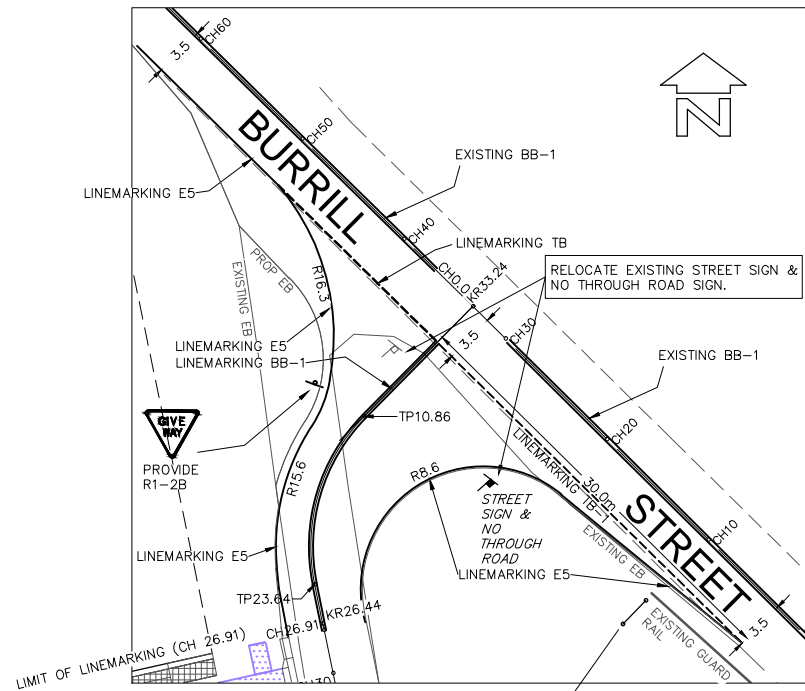 CH60
3.5
BURRILL
CH50
EXISTING BB-1
LINEMARKING E5
CH40
LINEMARKING TB
N
PROP EB
EXISTING EB
R16.3
CH0.0
KR33.24
RELOCATE EXISTING STREET SIGN &
NO THROUGH ROAD SIGN.
CH30
3.5
LINEMARKING E5
LINEMARKING BB-1
EXISTING BB-1
TP10.86
GIVE
WAY
PROVIDE
R1-2B
R15.6
R8.6
CH20
LINEMARKING TB-1
30.0m
STREET
STREET
SIGN &
NO
THROUGH
ROAD
CH10
EXISTING EB
LINEMARKING E5
LINEMARKING E5
TP23.64
KR26.44
CH26.91
3.5
EXISTING GUARD
RAIL
LIMIT OF LINEMARKING (CH 26.91)